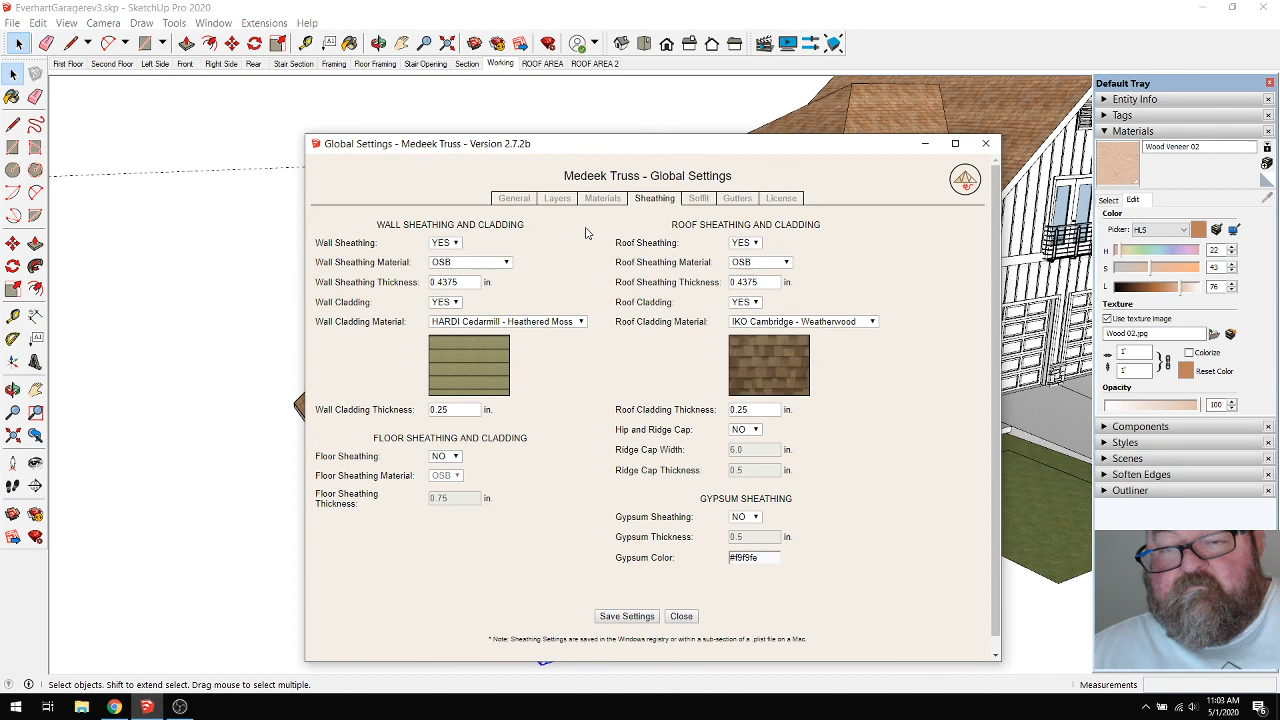 EverhartGaragerev3.skp - SketchUp Pro 2020
File Edit View Camera Draw Tools Window Extensions Help
First Floor Second Floor Left Side Front Right Side Rear Stair Section Framing Floor Framing Stair Opening Section Working ROOF AREA ROOF AREA 2
Global Settings - Medeek Truss - Version 2.7.2b
Medeek Truss - Global Settings
General Layers Materials Sheathing Soffit Gutters License
WALL SHEATHING AND CLADDING
Wall Sheathing: YES
Wall Sheathing Material: OSB
Wall Sheathing Thickness: 0.4375 in.
Wall Cladding: YES
Wall Cladding Material: HARDI Cedarmill - Heathered Moss
Wall Cladding Thickness: 0.25 in.
FLOOR SHEATHING AND CLADDING
Floor Sheathing: NO
Floor Sheathing Material: OSB
Floor Sheathing
Thickness: 0.75 in.
ROOF SHEATHING AND CLADDING
Roof Sheathing: YES
Roof Sheathing Material: OSB
Roof Sheathing Thickness: 0.4375 in.
Roof Cladding: YES
Roof Cladding Material: IKO Cambridge - Weatherwood
Roof Cladding Thickness: 0.25 in.
Hip and Ridge Cap: NO
Ridge Cap Width: 6.0 in.
Ridge Cap Thickness: 0.5 in.
GYPSUM SHEATHING
Gypsum Sheathing: NO
Gypsum Thickness: 0.5 in.
Gypsum Color: #f9f9fe
Save Settings Close
* Note: Sheathing Settings are saved in the Windows registry or within a sub-section of a .plist file on a Mac.
Default Tray
Entity Info
Tags
Materials
Wood Veneer 02
Select Edit
Color
Picker: HLS
H 22
S 43
L 76
Texture
Use texture image
Wood 02.jpg
1' Colorize
1' Reset Color
Opacity
100
Components
Styles
Scenes
Soften Edges
Outliner
Select objects. Shift to extend select. Drag mouse to select multiple. Measurements
11:03 AM
5/1/2020
6